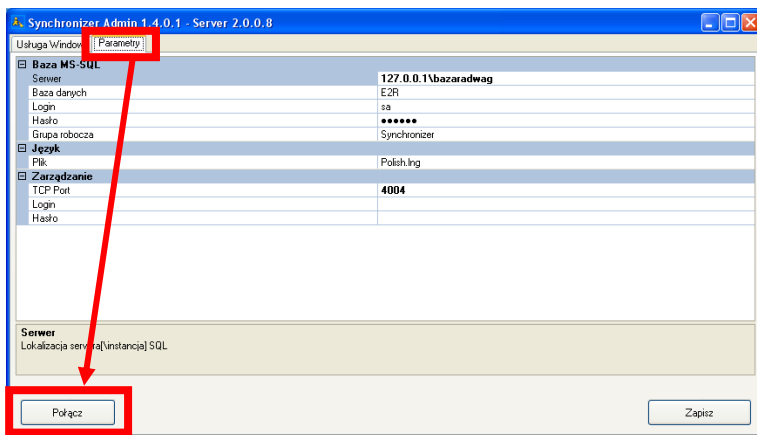 Synchronizer Admin 1.4.0.1 - Server 2.0.0.8
Usługa Window Parametry
Baza MS-SQL
Serwer 127.0.0.1\bazaradwag
Baza danych E2R
Login sa
Hasło ●●●●●●
Grupa robocza Synchronizer
Język
Plik Polish.lng
Zarządzanie
TCP Port 4004
Login
Hasło
Serwer
Lokalizacja servera[\instancja] SQL
Połącz Zapisz